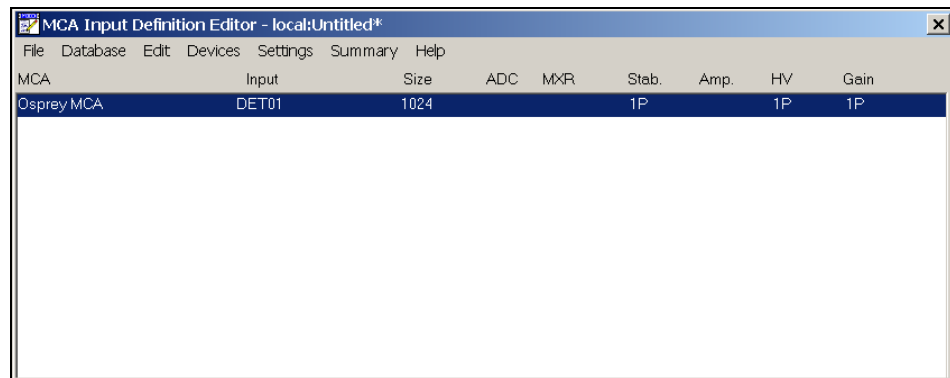 MCA Input Definition Editor - local:Untitled*
File Database Edit Devices Settings Summary Help
MCA Input Size ADC MXR Stab. Amp. HV Gain
Osprey MCA DET01 1024 1P 1P 1P